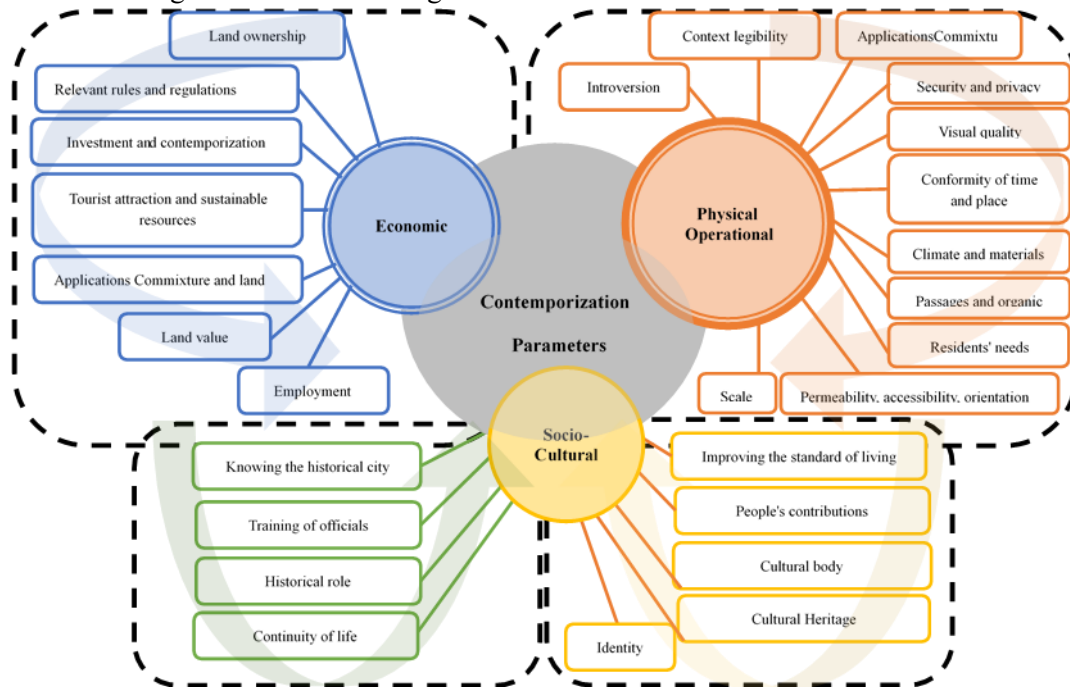 Land ownership
Relevant rules and regulations
Investment and contemporization
Tourist attraction and sustainable
resources
Applications Commixture and land
Land value
Employment
Economic
Context legibility
ApplicationsCommixtu
Introversion
Security and privacy
Visual quality
Conformity of time
and place
Climate and materials
Passages and organic
Residents' needs
Permeability, accessibility, orientation
Scale
Physical
Operational
Contemporization
Parameters
Socio-
Cultural
Knowing the historical city
Training of officials
Historical role
Continuity of life
Improving the standard of living
People's contributions
Cultural body
Cultural Heritage
Identity